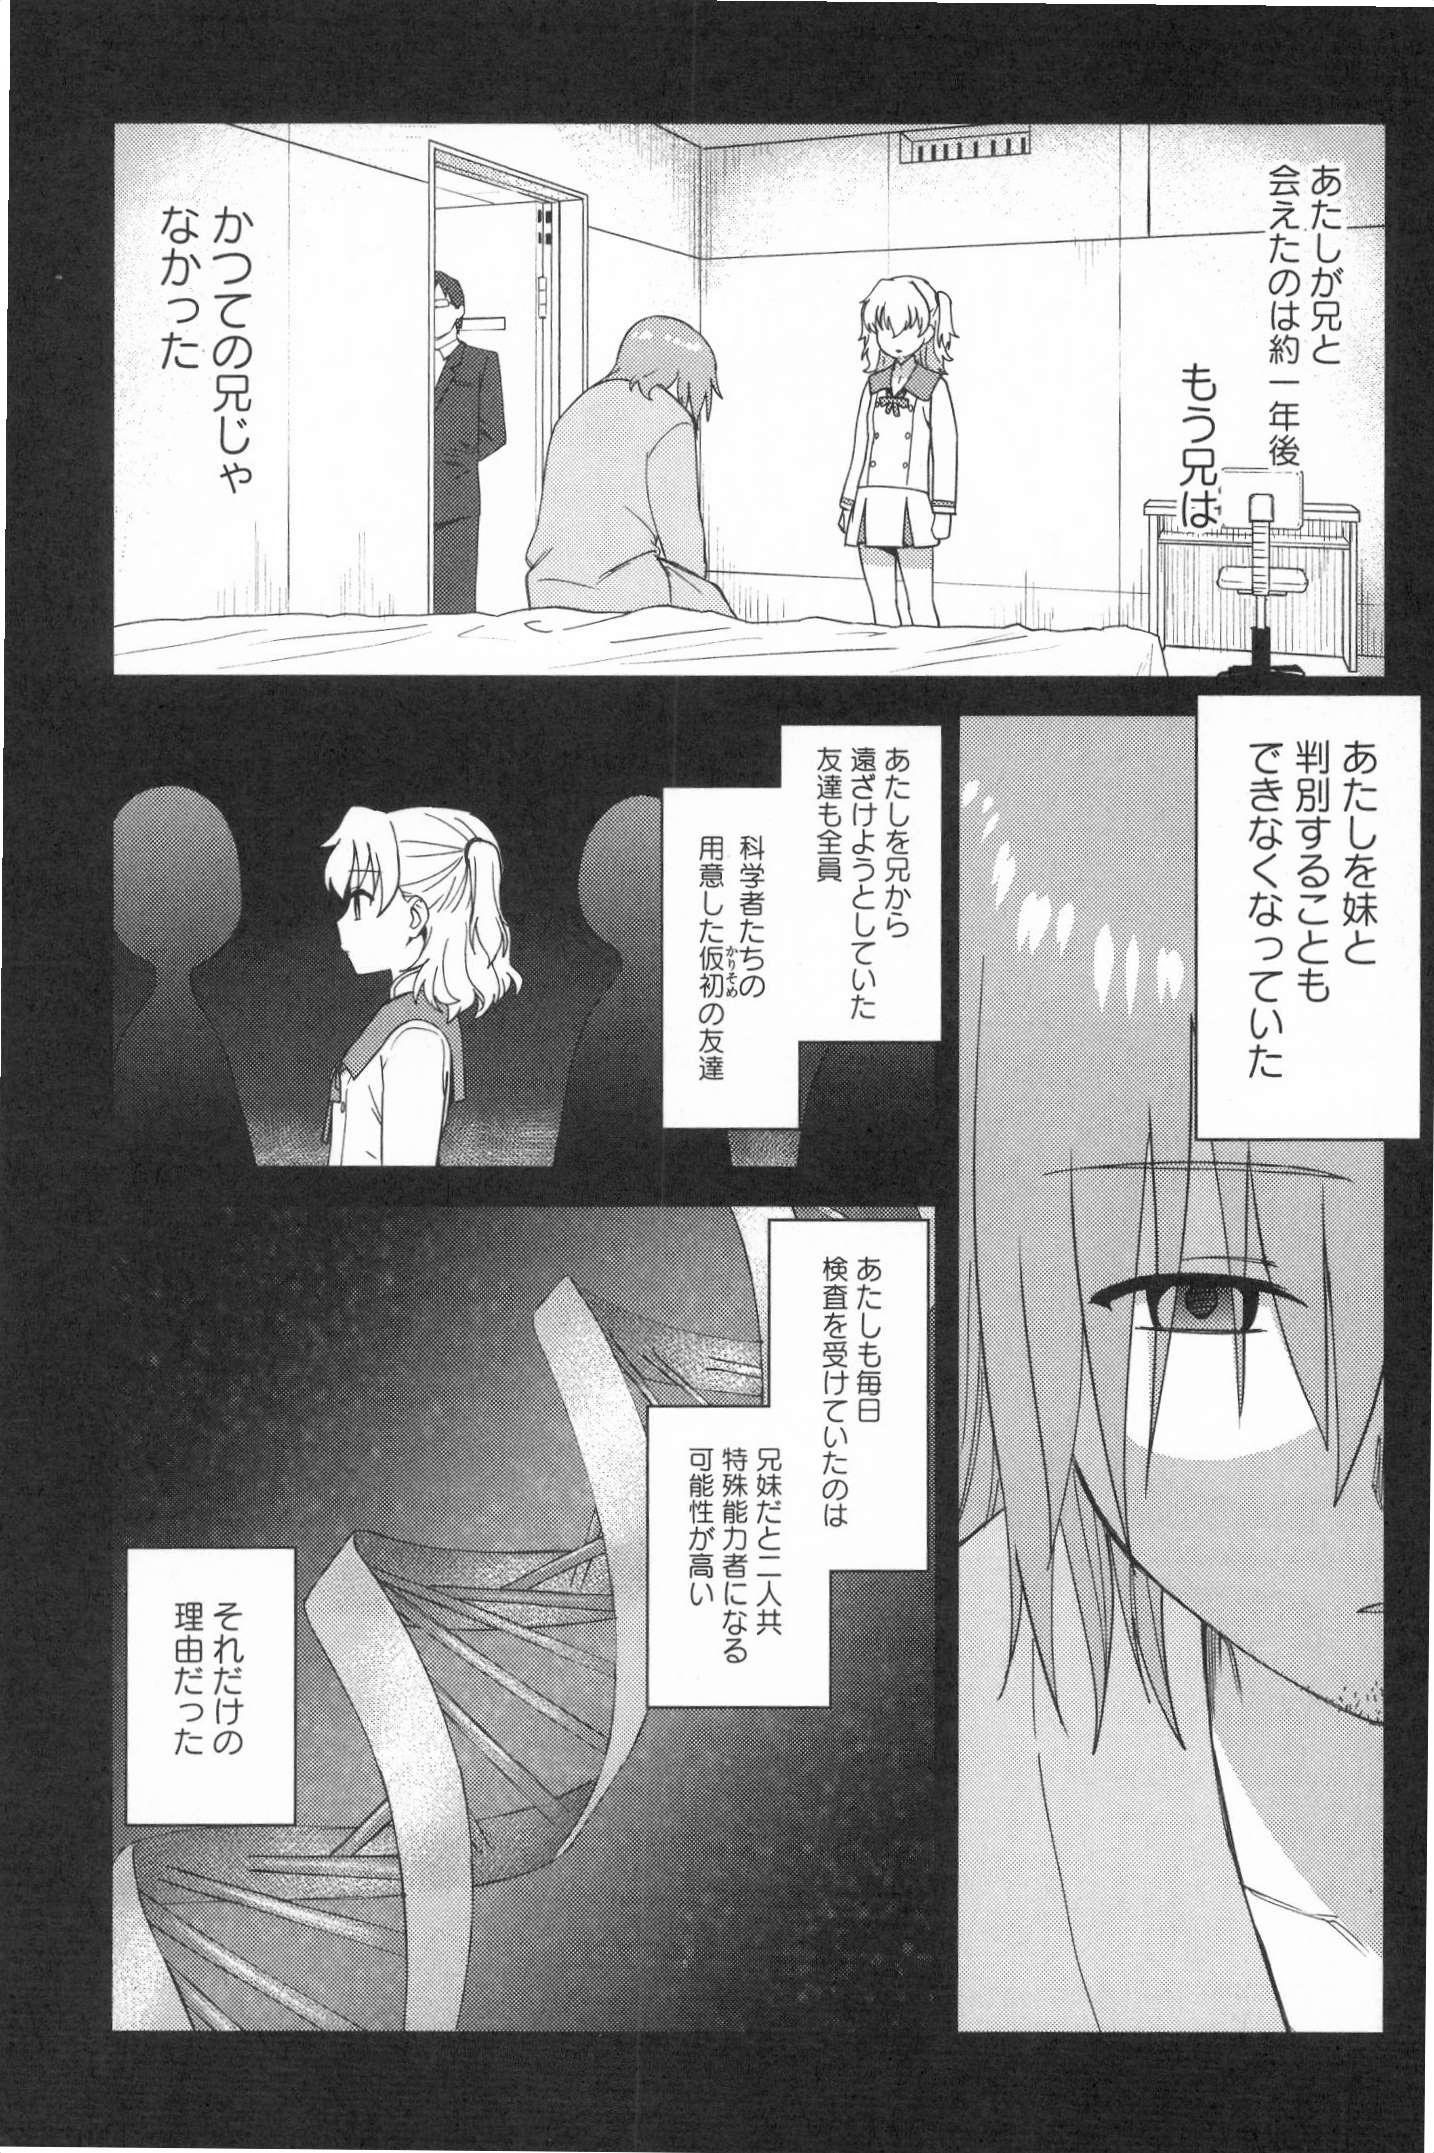 あたしが兄と
会えたのは約一年後
もう兄は
かつての兄じゃ
なかった
あたしを妹と
判別することも
できなくなっていた
あたしを兄から
遠ざけようとしていた
友達も全員
科学者たちの
用意した仮初の友達
かりそめ
あたしも毎日
検査を受けていたのは
兄妹だと二人共
特殊能力者になる
可能性が高い
それだけの
理由だった